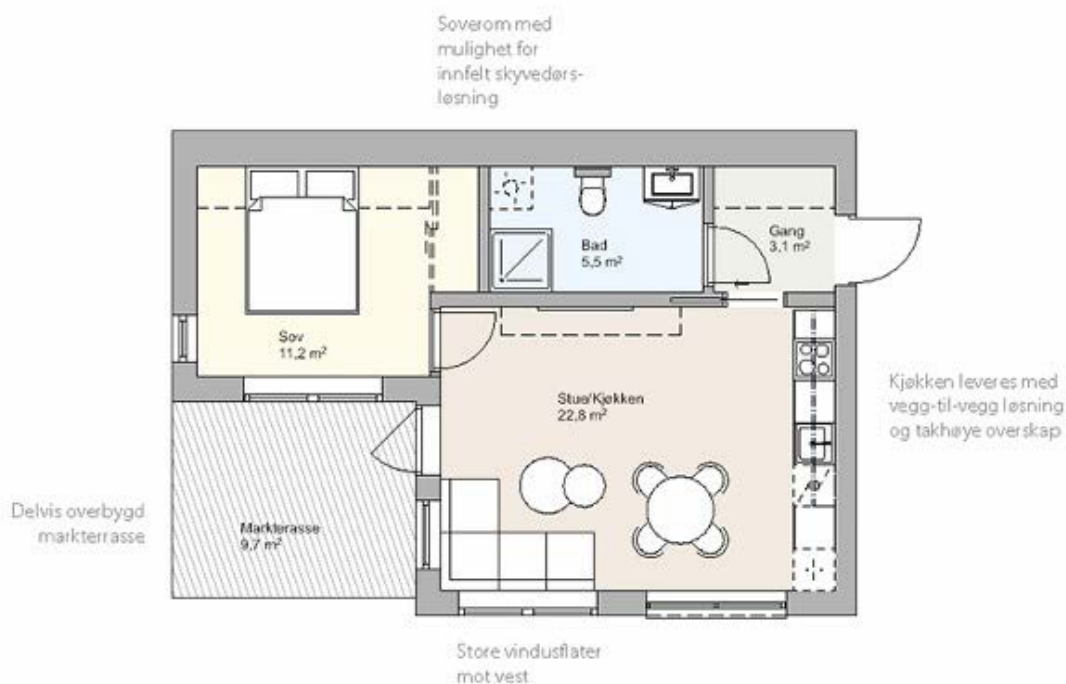 Soverom med
mulighet for
innfelt skyvedørs-
løsning
Gang
3,1 m²
Bad
5,5 m²
Sov
11,2 m²
Stue/Kjøkken
22,8 m²
Kjøkken leveres med
vegg-til-vegg løsning
og takhøye overskap
Delvis overbygd
markterrasse
Markterasse
9,7 m²
Store vindusflater
mot vest